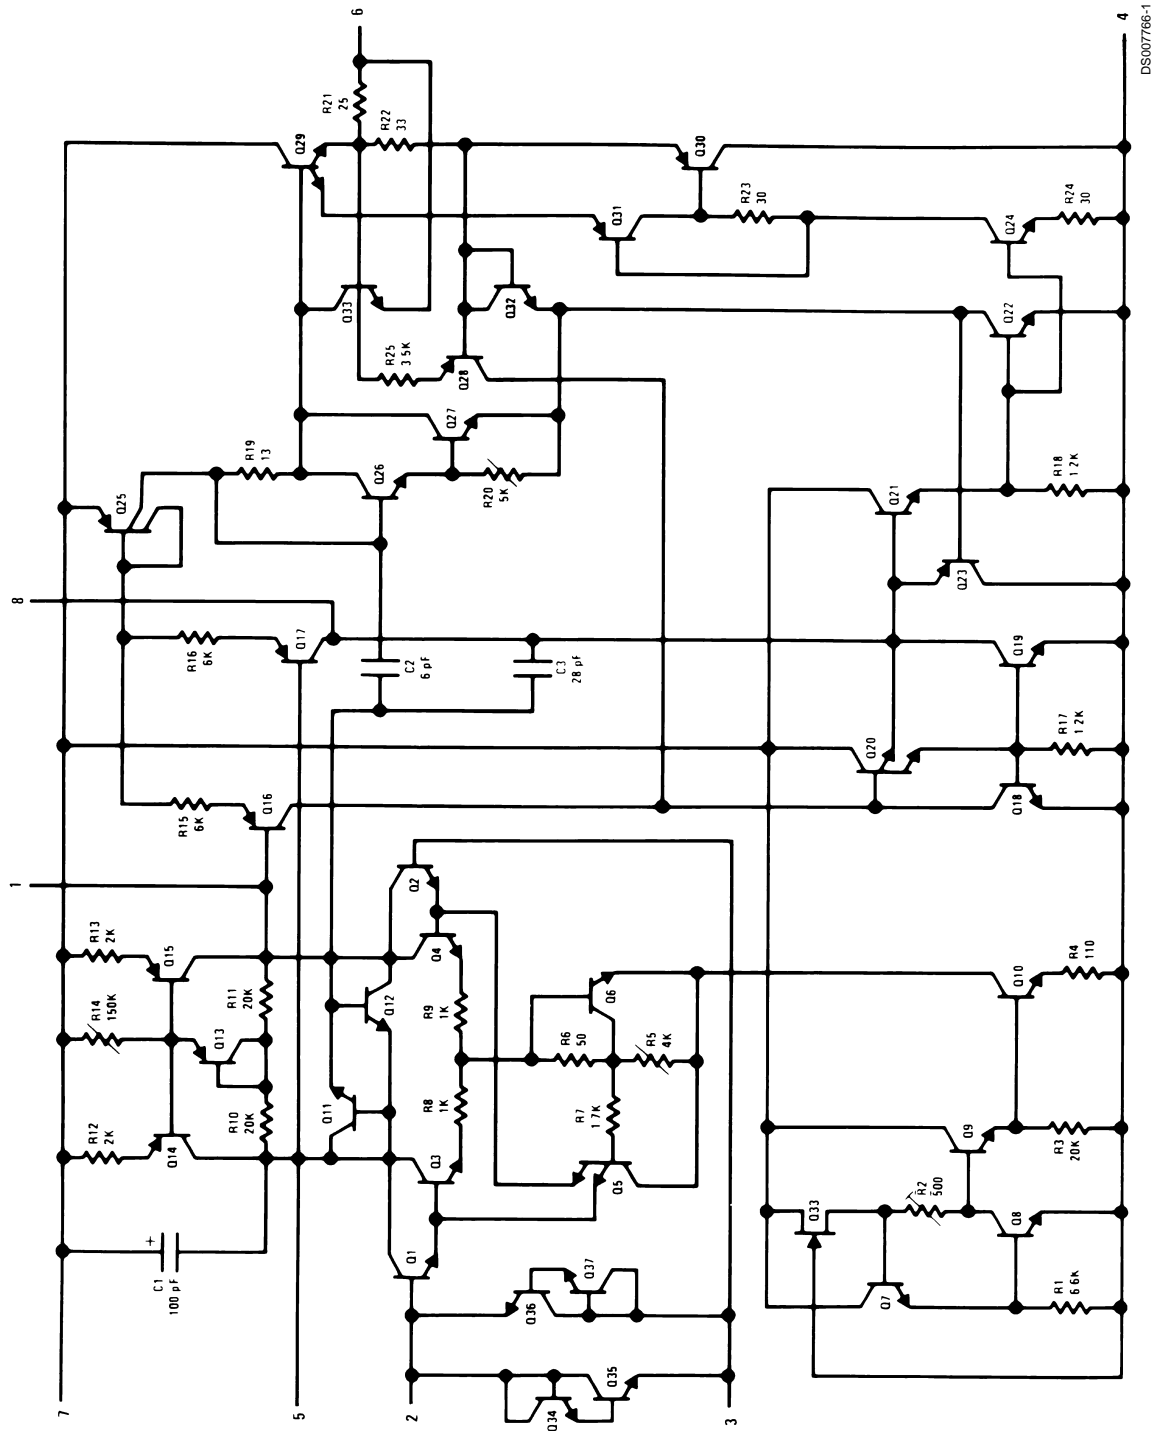 6
4
DS007766-1
R21
25
R22
33
Q29
Q30
R23
30
Q31
R24
30
Q24
Q33
Q32
Q22
R25
3 5K
Q28
Q27
R19
13
Q26
R20
5K
R18
1 2K
Q25
Q21
Q23
8
R16
6K
Q17
C2
6 pF
C3
28 pF
Q19
R17
1 2K
Q20
Q18
R15
6K
Q16
1
Q2
R13
2K
Q15
R11
20K
Q4
R9
1K
Q6
Q10
R4
110
R14
150K
Q13
Q12
R6
50
R5
4K
R12
2K
Q14
R10
20K
Q11
R8
1K
R7
1 7K
Q3
Q5
Q9
R3
20K
C1
100 pF
+
Q1
Q33
R2
500
Q8
Q36
Q37
Q7
R1
6 6K
Q34
Q35
7
5
2
3